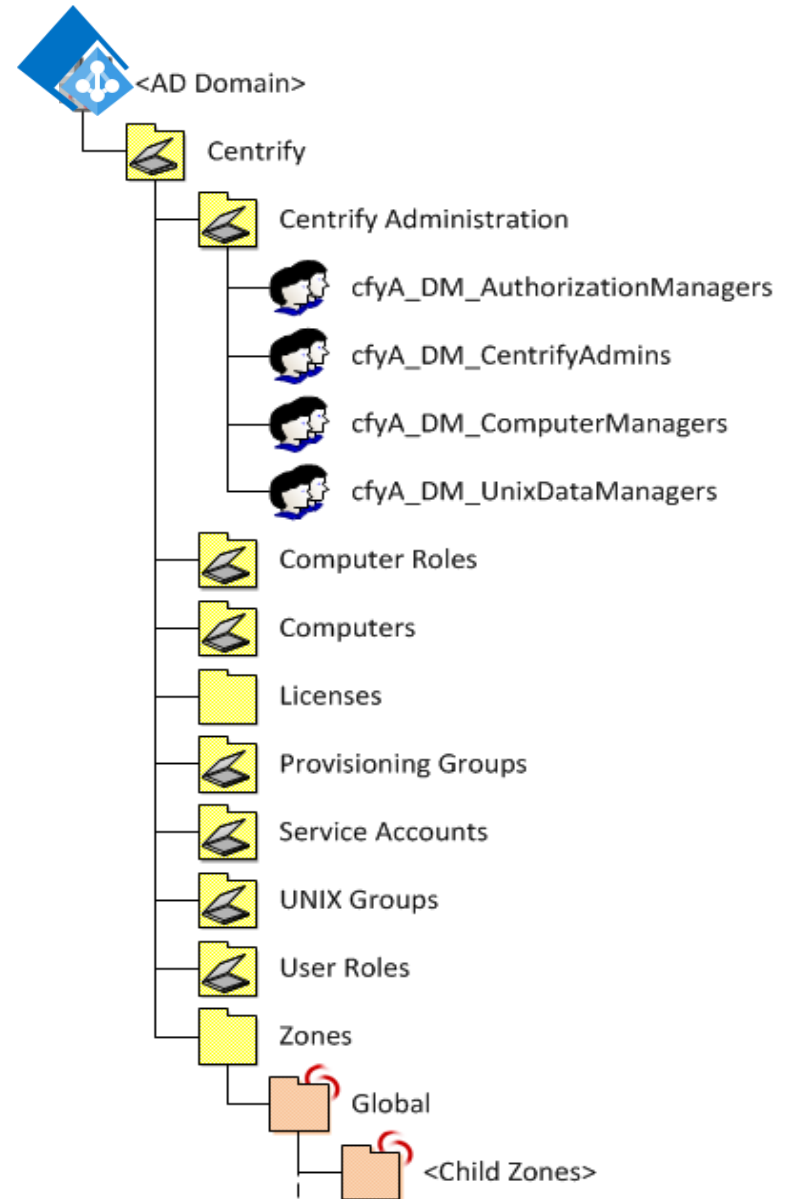 <AD Domain>
Centrify
Centrify Administration
cfyA_DM_AuthorizationManagers
cfyA_DM_CentrifyAdmins
cfyA_DM_ComputerManagers
cfyA_DM_UnixDataManagers
Computer Roles
Computers
Licenses
Provisioning Groups
Service Accounts
UNIX Groups
User Roles
Zones
Global
<Child Zones>